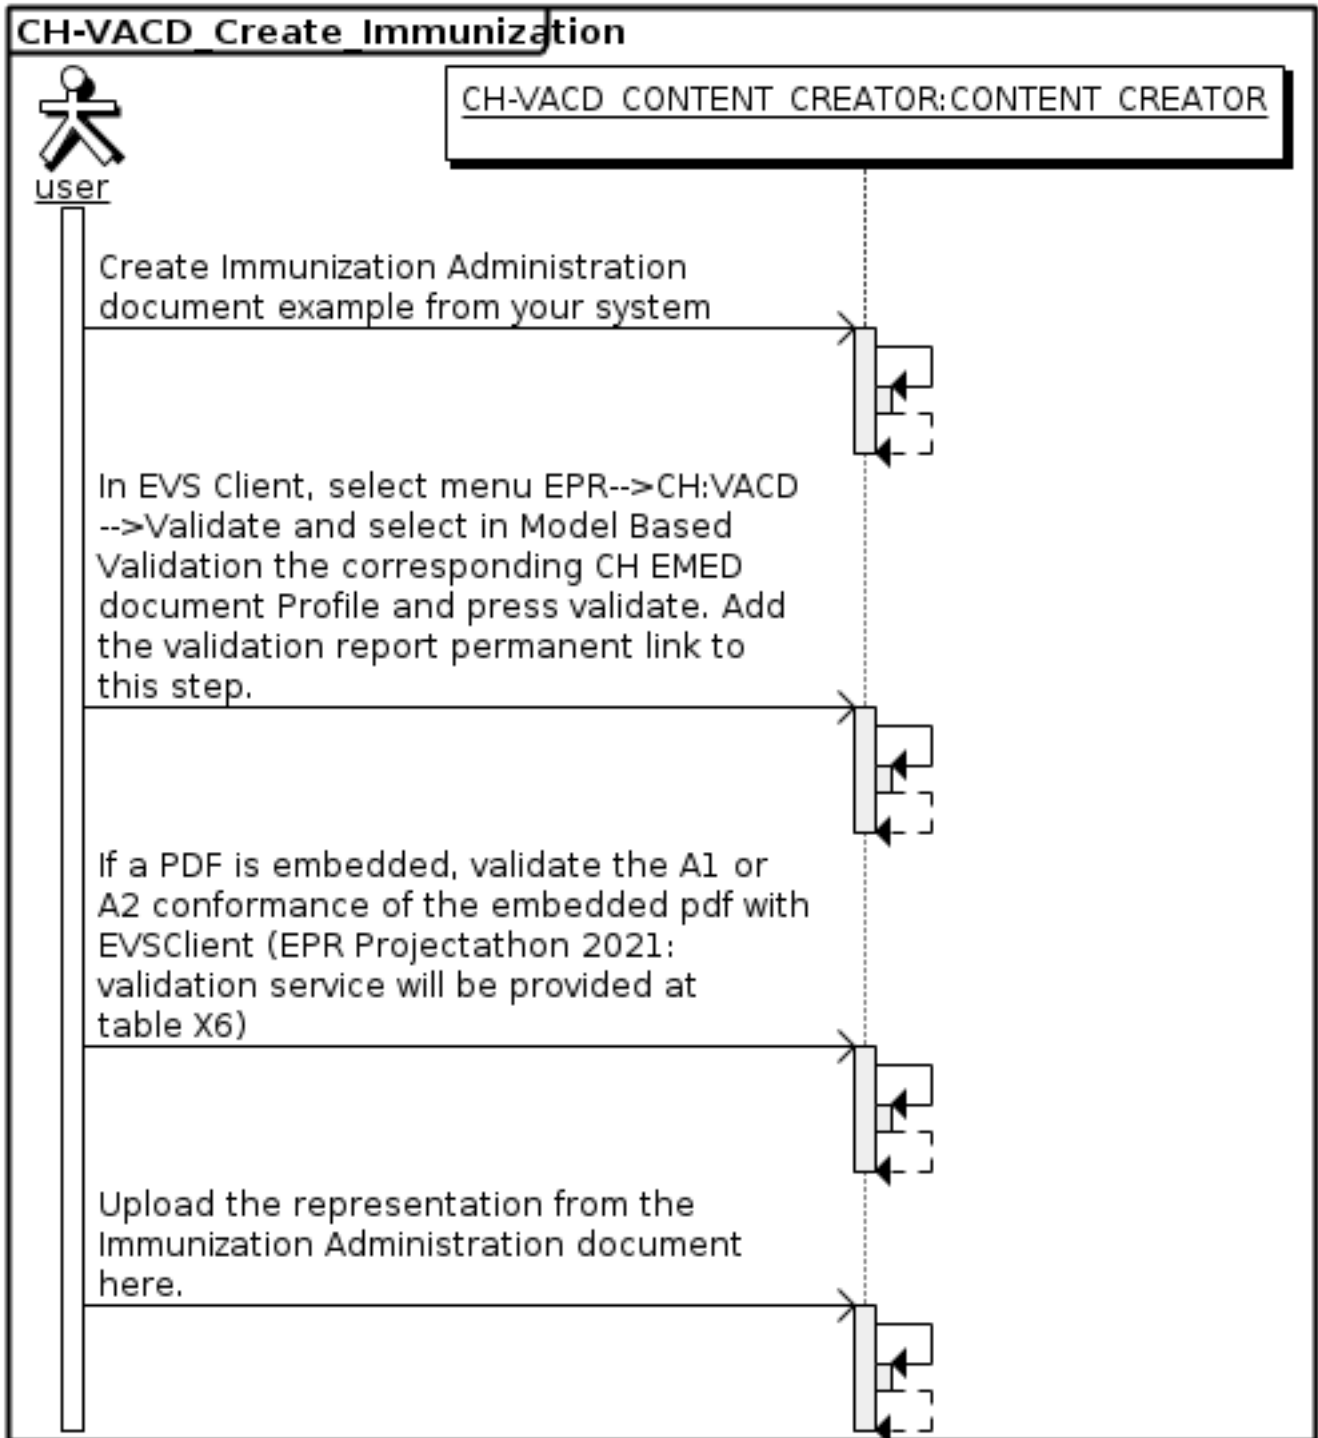 CH-VACD_Create_Immunization
CH-VACD_CONTENT_CREATOR:CONTENT_CREATOR
user
Create Immunization Administration
document example from your system
In EVS Client, select menu EPR-->CH:VACD
-->Validate and select in Model Based
Validation the corresponding CH EMED
document Profile and press validate. Add
the validation report permanent link to
this step.
If a PDF is embedded, validate the A1 or
A2 conformance of the embedded pdf with
EVSClient (EPR Projectathon 2021:
validation service will be provided at
table X6)
Upload the representation from the
Immunization Administration document
here.